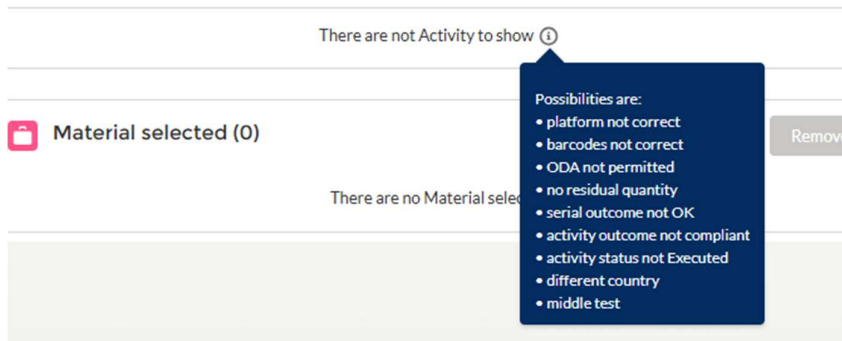 There are not Activity to show
Possibilities are:
• platform not correct
• barcodes not correct
• ODA not permitted
• no residual quantity
• serial outcome not OK
• activity outcome not compliant
• activity status not Executed
• different country
• middle test
Material selected (0)
Remove
There are no Material selec